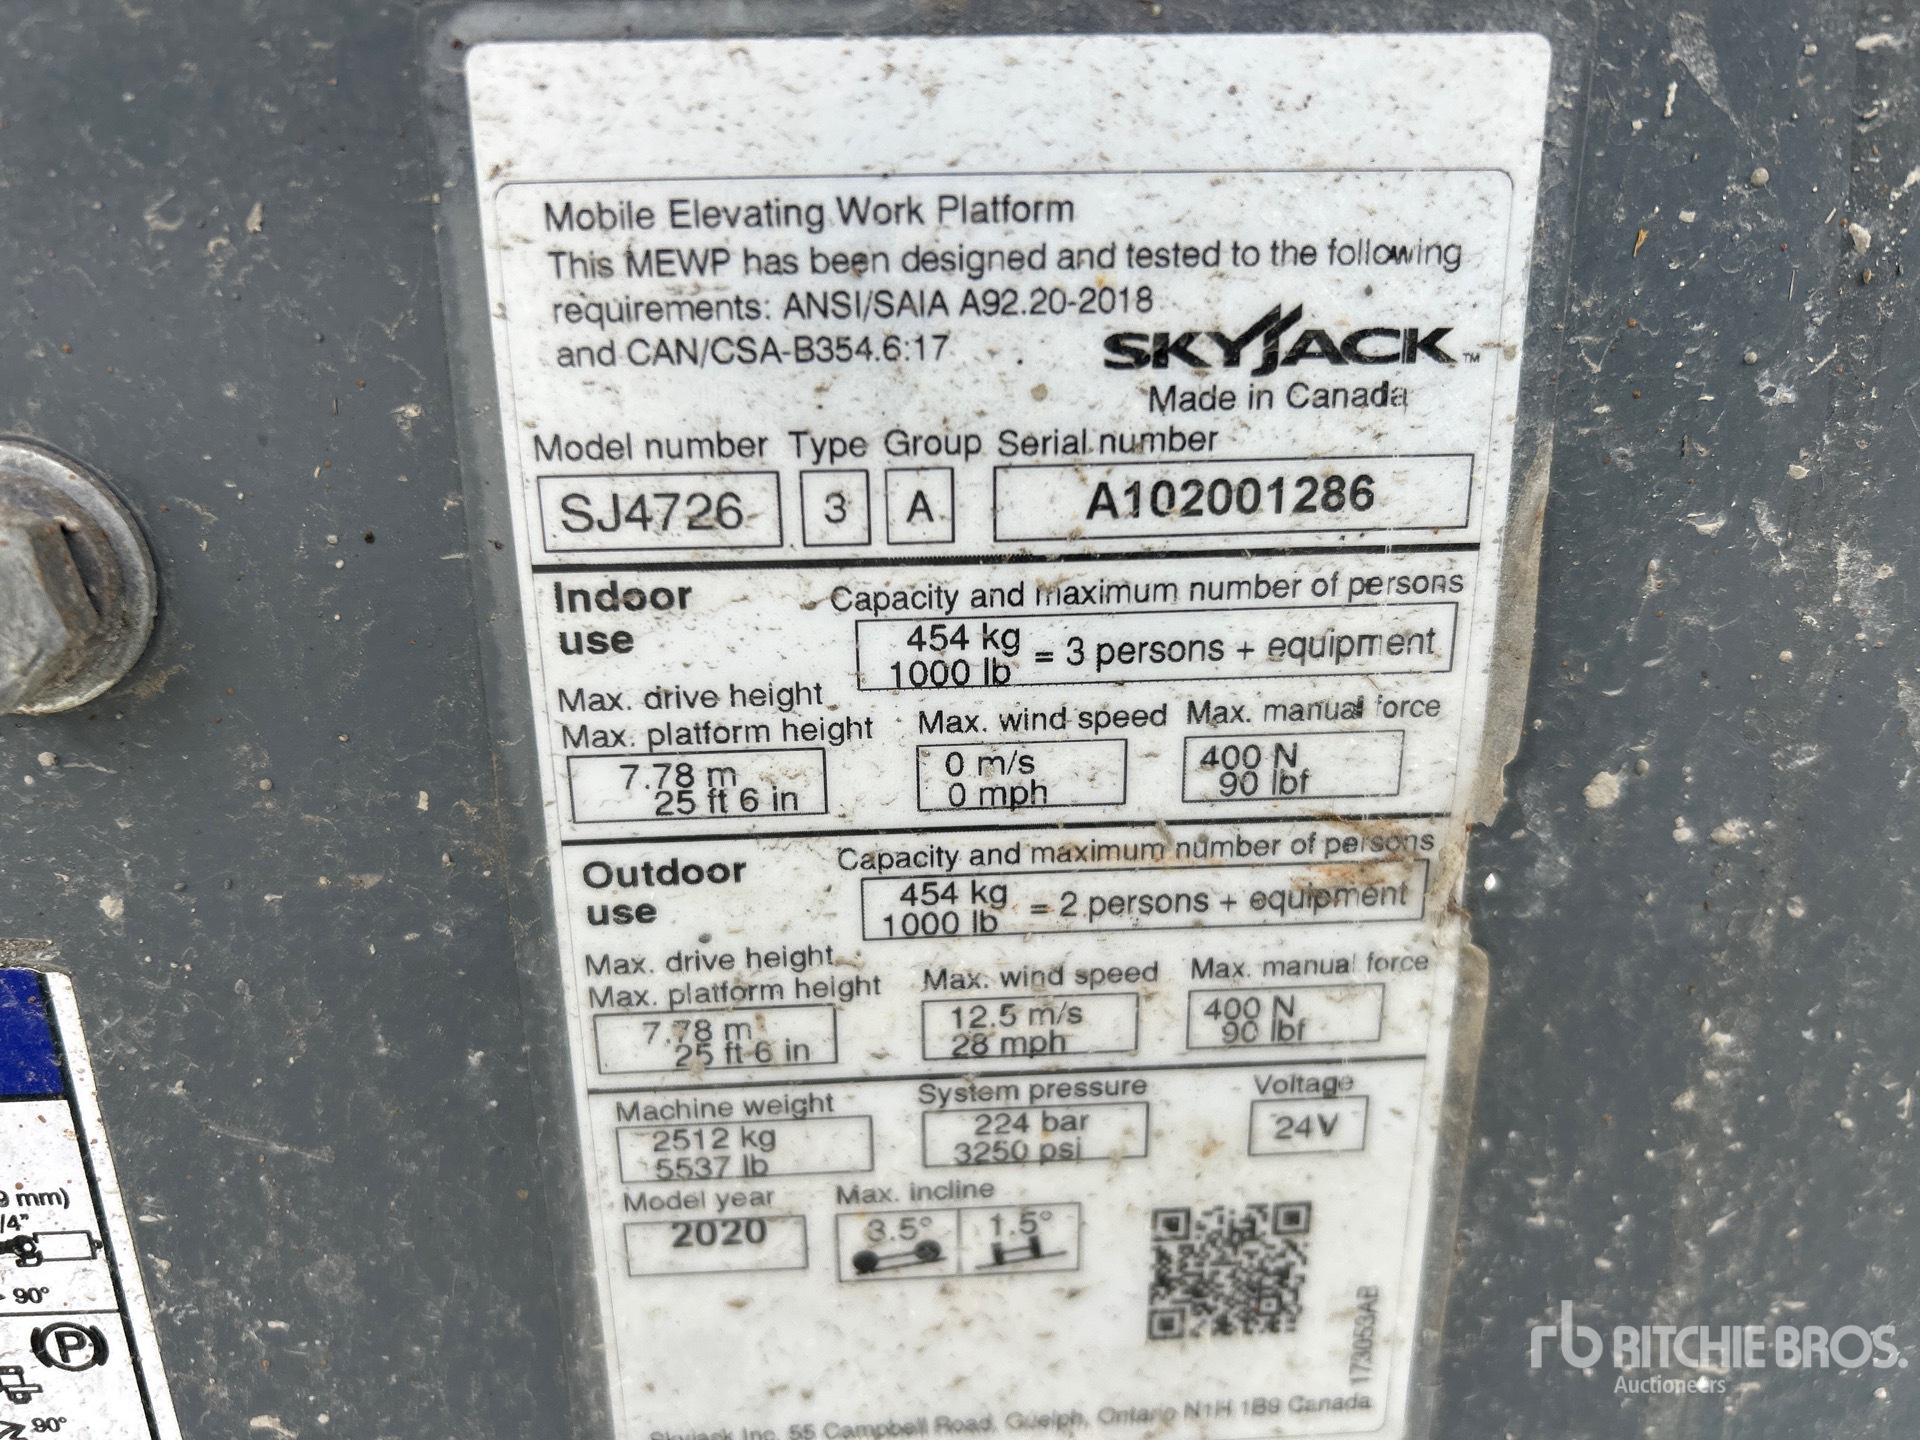 Mobile Elevating Work Platform
This MEWP has been designed and tested to the following
requirements: ANSI/SAIA A92.20-2018
and CAN/CSA-B354.6:17
SKYJACK™
Made in Canada
Model number Type Group Serial number
SJ4726 3 A A102001286
Indoor use
Capacity and maximum number of persons
454 kg
1000 lb
= 3 persons + equipment
Max. drive height
Max. platform height Max. wind speed Max. manual force
7.78 m
25 ft 6 in
0 m/s
0 mph
400 N
90 lbf
Outdoor use
Capacity and maximum number of persons
454 kg
1000 lb
= 2 persons + equipment
Max. drive height
Max. platform height Max. wind speed Max. manual force
7.78 m
25 ft 6 in
12.5 m/s
28 mph
400 N
90 lbf
Machine weight System pressure Voltage
2512 kg
5537 lb
224 bar
3250 psi
24V
Model year Max. incline
2020 3.5° 1.5°
173053AB
Skyjack Inc. 55 Campbell Road, Guelph, Ontario N1H 1B9 Canada
9 mm)
/4"
90°
P
90°
rb RITCHIE BROS.
Auctioneers